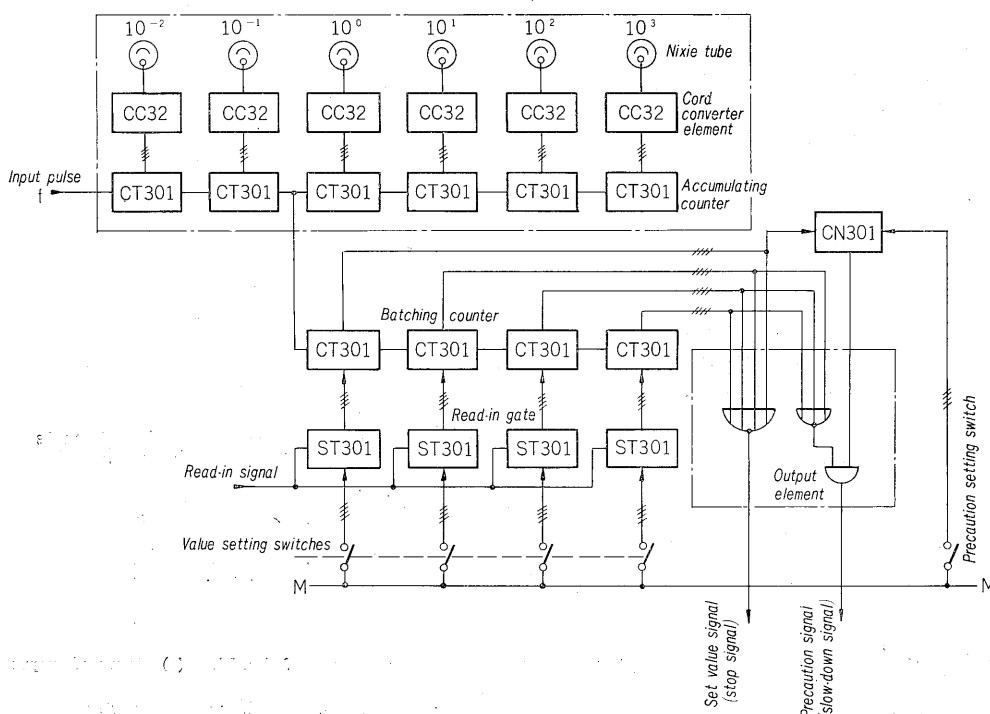 10⁻² 10⁻¹ 10⁰ 10¹ 10² 10³
Nixie tube
CC32 CC32 CC32 CC32 CC32 CC32
Cord
converter
element
Input pulse
f
CT301 CT301 CT301 CT301 CT301 CT301
Accumulating
counter
CN301
Batching counter
CT301 CT301 CT301 CT301
Read-in gate
ST301 ST301 ST301 ST301
Read-in signal
Output
element
Precaution setting switch
Value setting switches
M
Set value signal
(stop signal)
Precaution signal
(slow-down signal)